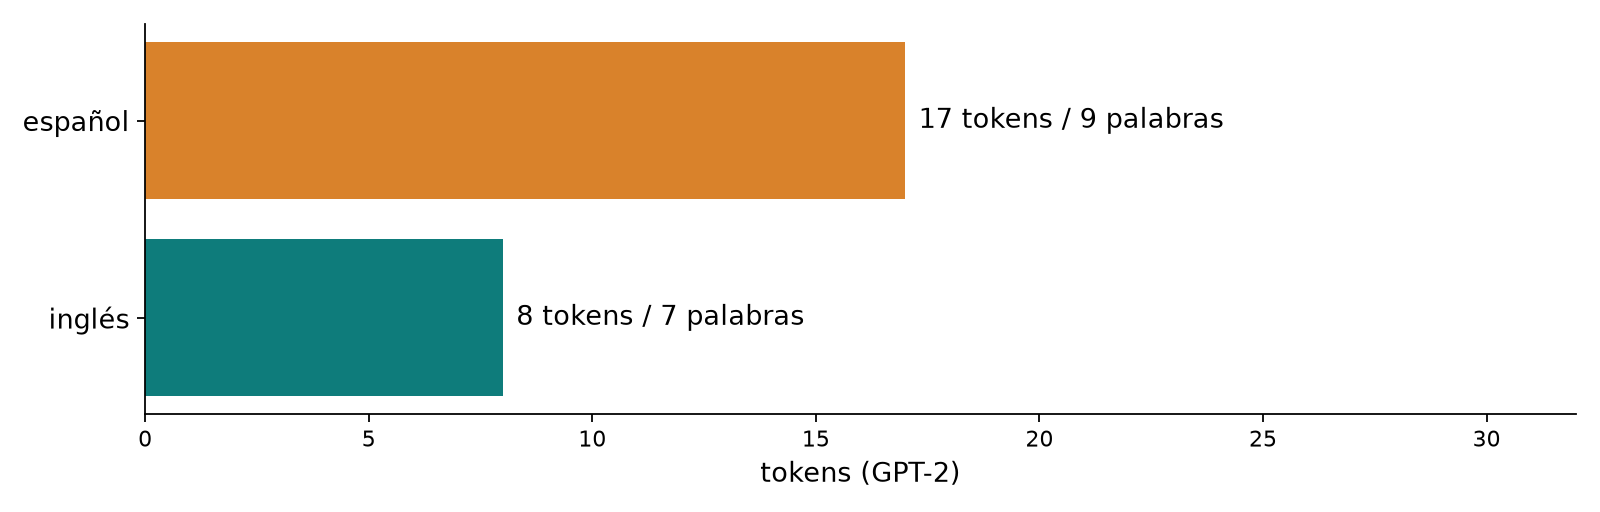 español
17 tokens / 9 palabras
inglés
8 tokens / 7 palabras
0 5 10 15 20 25 30
tokens (GPT-2)